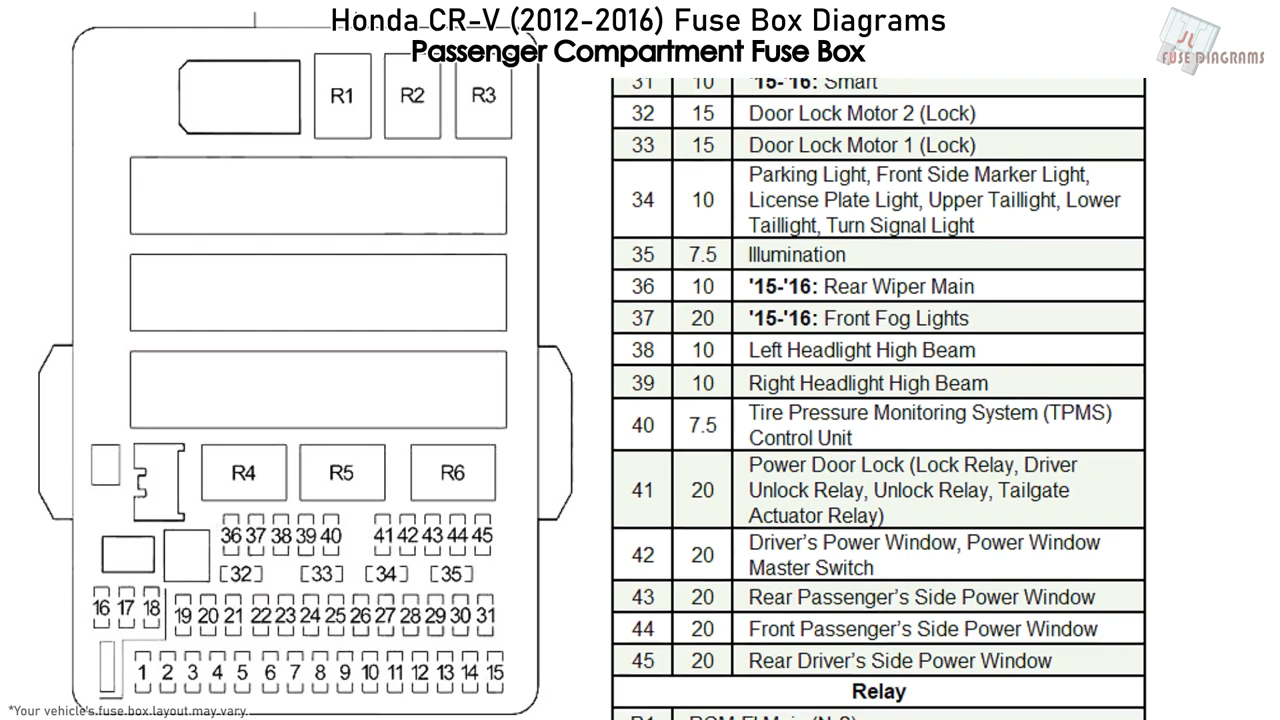 Honda CR-V (2012-2016) Fuse Box Diagrams
Passenger Compartment Fuse Box
JL
FUSE DIAGRAMS
R1 R2 R3
R4 R5 R6
36 37 38 39 40 41 42 43 44 45
[32] [33] [34] [35]
16 17 18 19 20 21 22 23 24 25 26 27 28 29 30 31
1 2 3 4 5 6 7 8 9 10 11 12 13 14 15
*Your vehicle's fuse box layout may vary.
31 10 '15-'16: Smart
32 15 Door Lock Motor 2 (Lock)
33 15 Door Lock Motor 1 (Lock)
34 10 Parking Light, Front Side Marker Light,
License Plate Light, Upper Taillight, Lower
Taillight, Turn Signal Light
35 7.5 Illumination
36 10 '15-'16: Rear Wiper Main
37 20 '15-'16: Front Fog Lights
38 10 Left Headlight High Beam
39 10 Right Headlight High Beam
40 7.5 Tire Pressure Monitoring System (TPMS)
Control Unit
41 20 Power Door Lock (Lock Relay, Driver
Unlock Relay, Unlock Relay, Tailgate
Actuator Relay)
42 20 Driver's Power Window, Power Window
Master Switch
43 20 Rear Passenger's Side Power Window
44 20 Front Passenger's Side Power Window
45 20 Rear Driver's Side Power Window
Relay